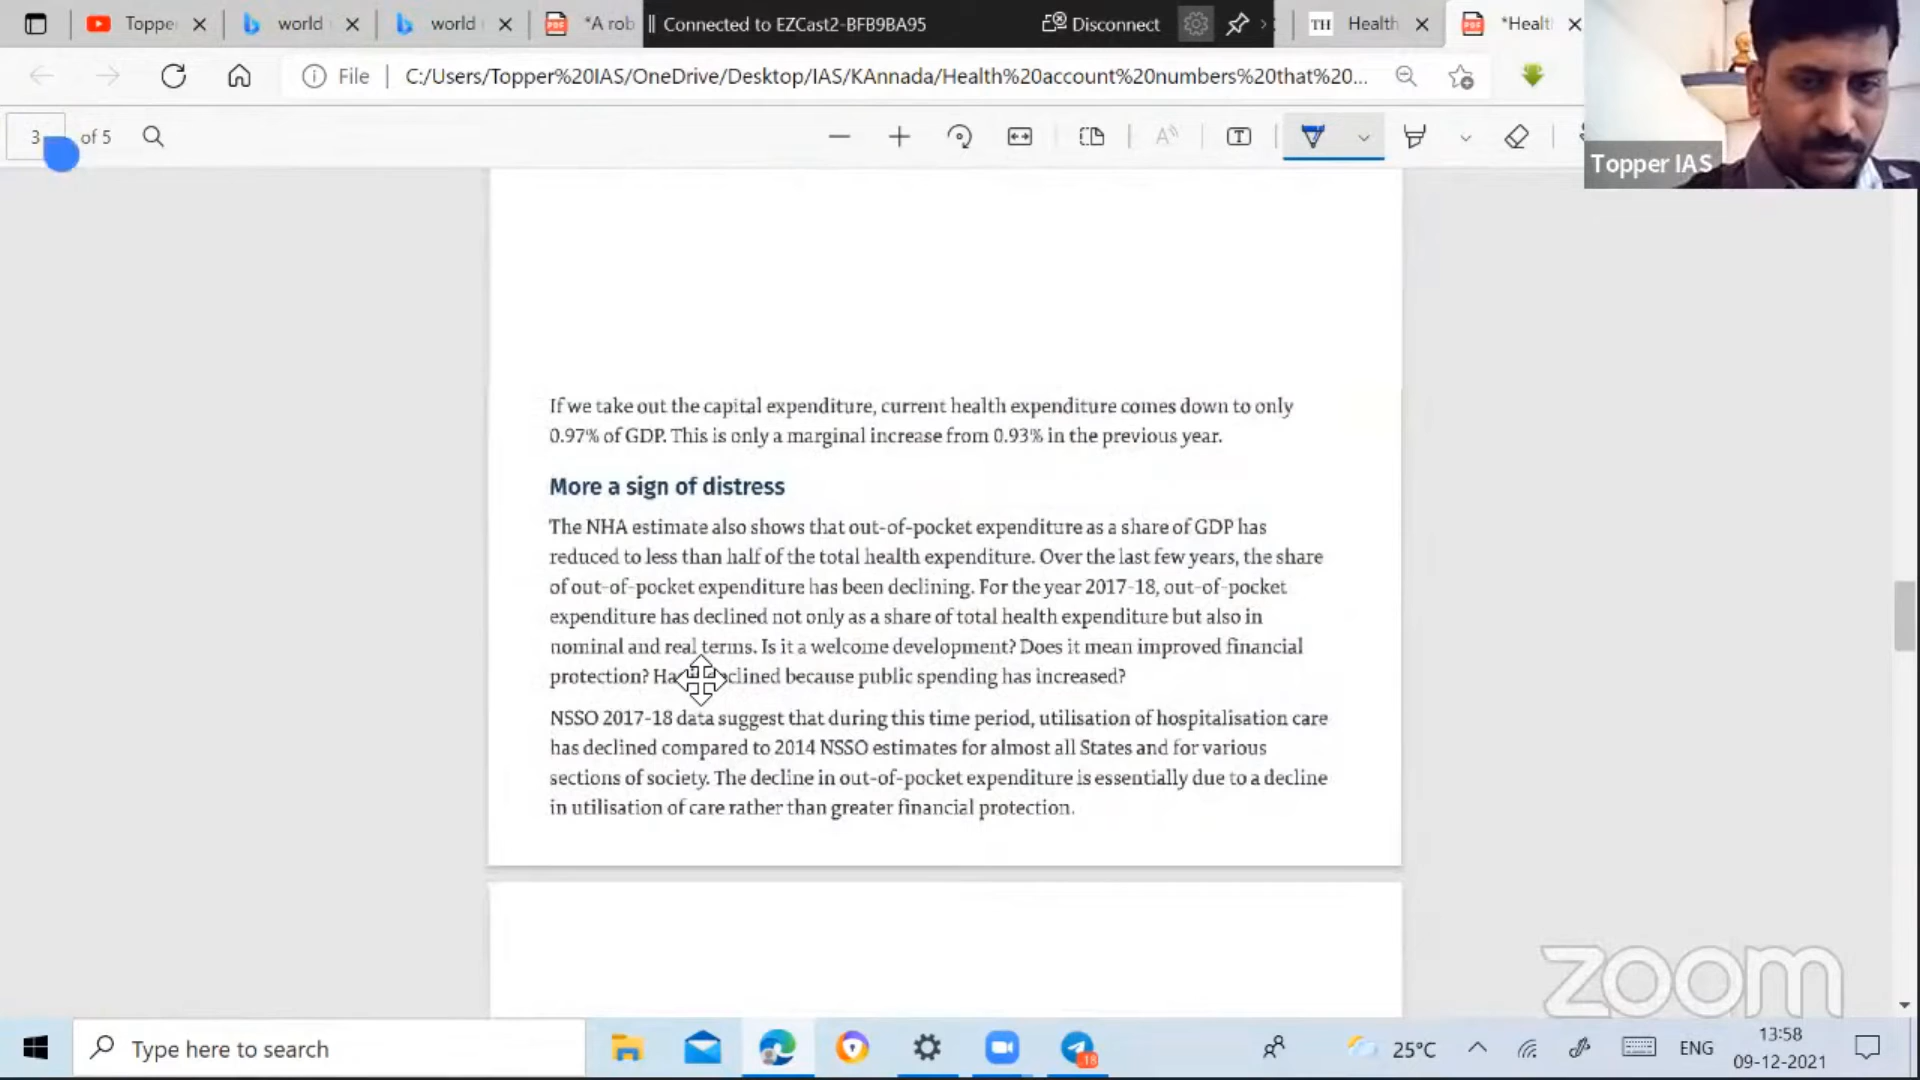 Topper
world
world
*A rob
Connected to EZCast2-BFB9BA95
Disconnect
TH Health
*Healt
File
C:/Users/Topper%20IAS/OneDrive/Desktop/IAS/KAnnada/Health%20account%20numbers%20that%20...
3 of 5
Topper IAS
If we take out the capital expenditure, current health expenditure comes down to only
0.97% of GDP. This is only a marginal increase from 0.93% in the previous year.
More a sign of distress
The NHA estimate also shows that out-of-pocket expenditure as a share of GDP has
reduced to less than half of the total health expenditure. Over the last few years, the share
of out-of-pocket expenditure has been declining. For the year 2017-18, out-of-pocket
expenditure has declined not only as a share of total health expenditure but also in
nominal and real terms. Is it a welcome development? Does it mean improved financial
protection? Ha clined because public spending has increased?
NSSO 2017-18 data suggest that during this time period, utilisation of hospitalisation care
has declined compared to 2014 NSSO estimates for almost all States and for various
sections of society. The decline in out-of-pocket expenditure is essentially due to a decline
in utilisation of care rather than greater financial protection.
zoom
Type here to search
18
25°C
ENG
13:58
09-12-2021